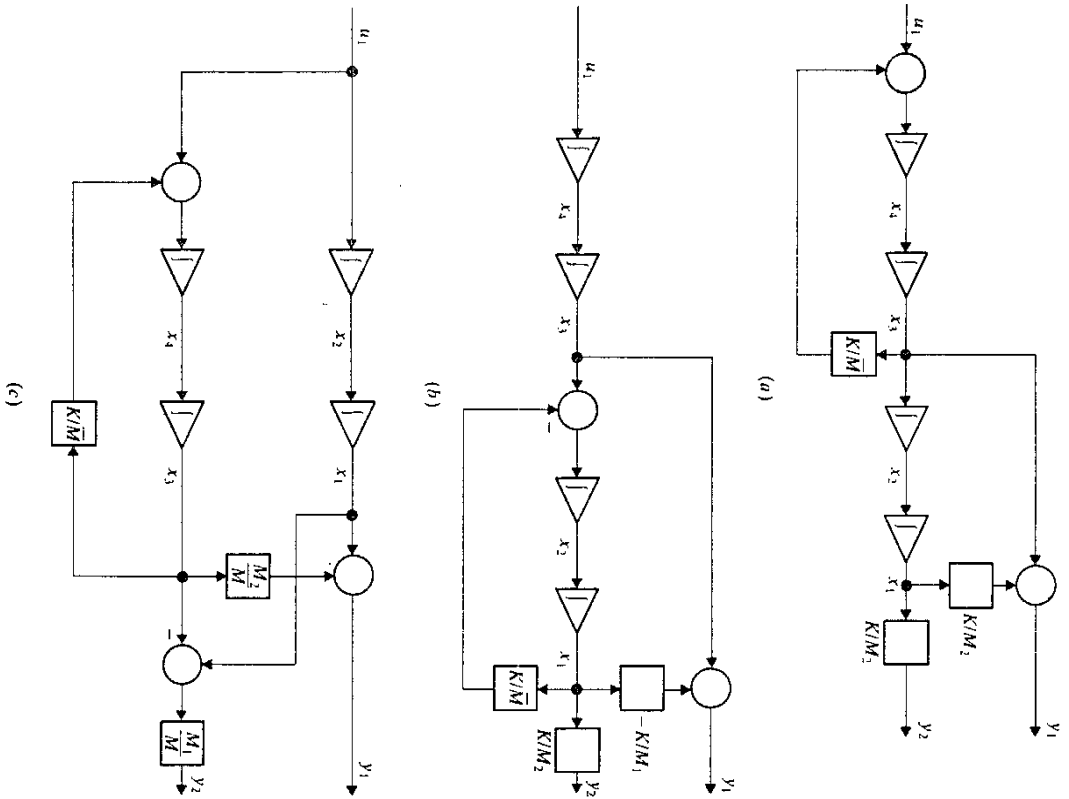 u₁
∫
x₄
∫
x₃
∫
x₂
∫
x₁
K/M₂
y₁
K/M₂
y₂
K/M̄
(a)
u₁
∫
x₄
∫
x₃
−
∫
x₂
∫
x₁
−K/M₁
y₁
K/M₂
y₂
K/M̄
(b)
u₁
∫
x₂
∫
x₁
y₁
M₂/M
∫
x₄
∫
x₃
−
M₁/M
y₂
K/M̄
(c)